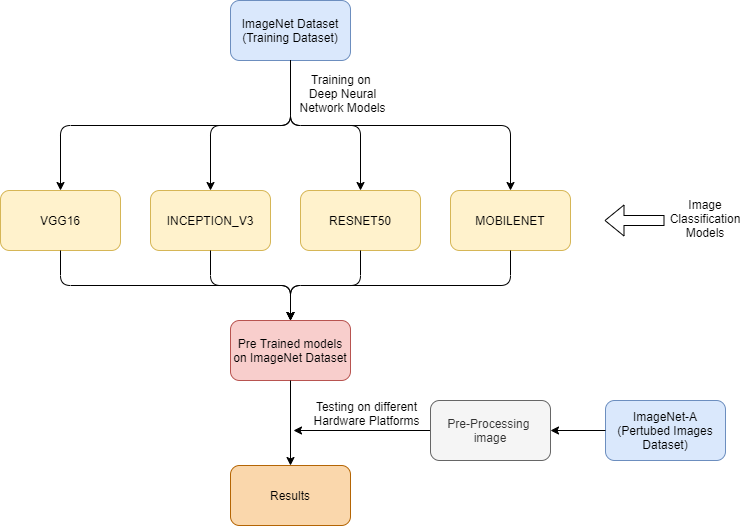 ImageNet Dataset
(Training Dataset)
Training on
Deep Neural
Network Models
VGG16
INCEPTION_V3
RESNET50
MOBILENET
Image
Classification
Models
Pre Trained models
on ImageNet Dataset
Testing on different
Hardware Platforms
Pre-Processing
image
ImageNet-A
(Pertubed Images
Dataset)
Results